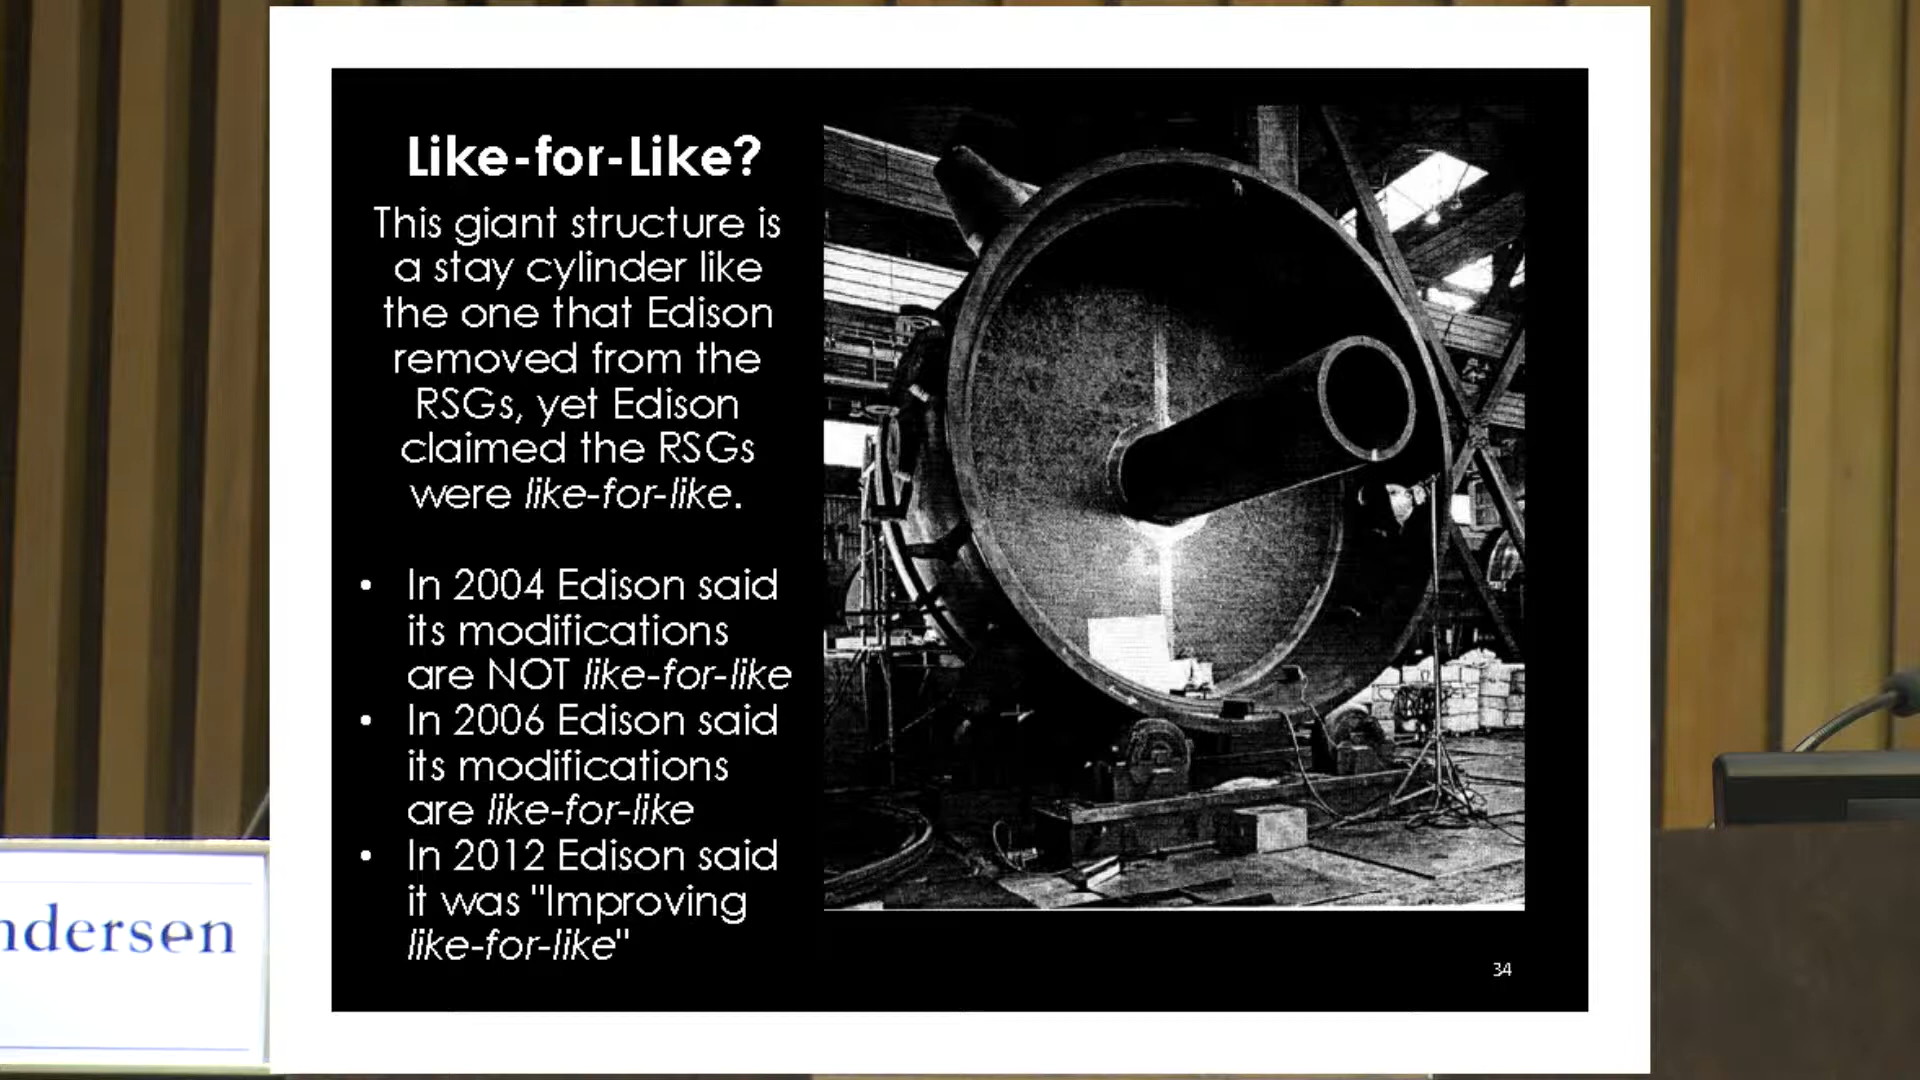 Like-for-Like?
This giant structure is
a stay cylinder like
the one that Edison
removed from the
RSGs, yet Edison
claimed the RSGs
were like-for-like.
• In 2004 Edison said
its modifications
are NOT like-for-like
• In 2006 Edison said
its modifications
are like-for-like
• In 2012 Edison said
it was "Improving
like-for-like"
34
ndersen